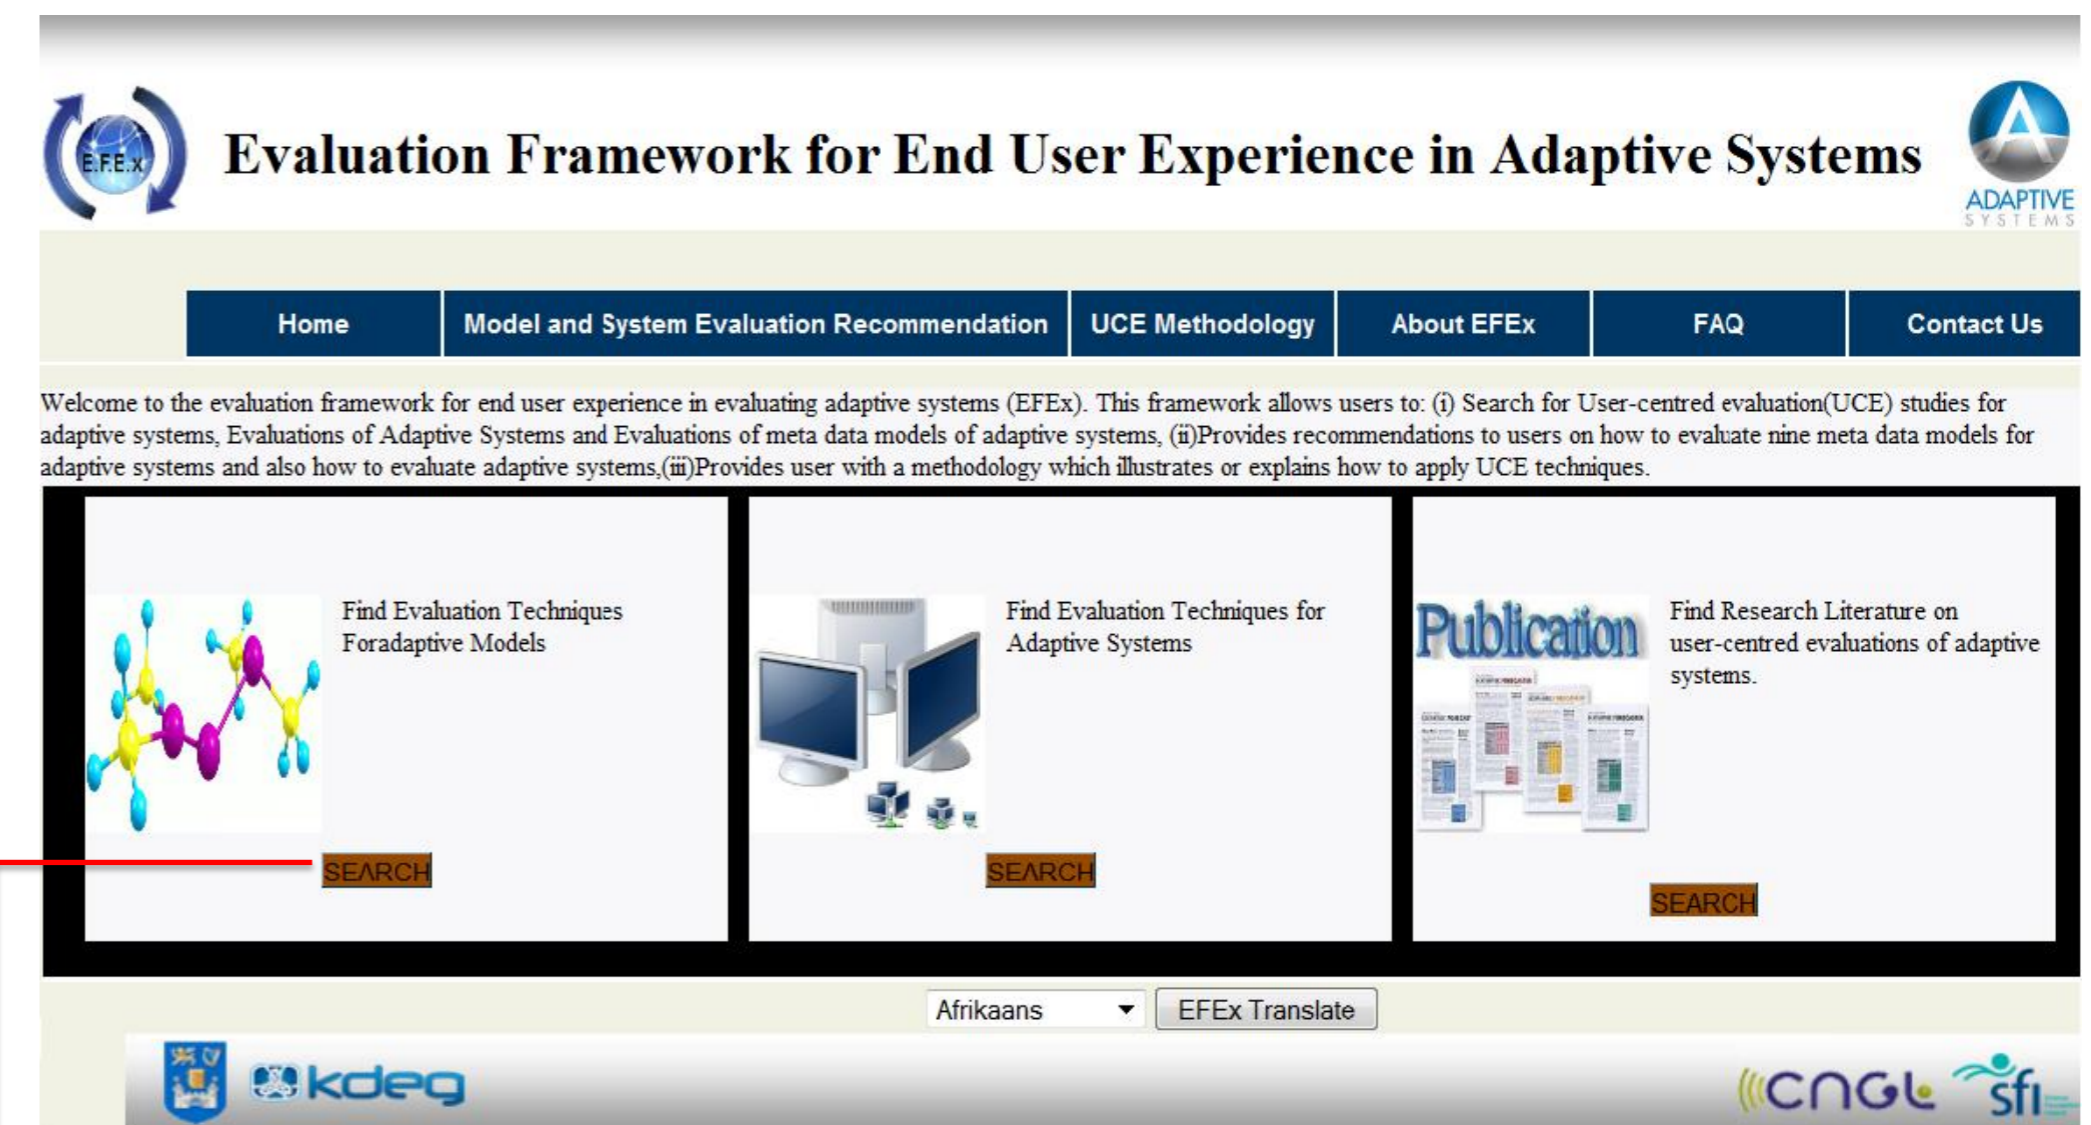 E.F.E.x
Evaluation Framework for End User Experience in Adaptive Systems
ADAPTIVE
SYSTEMS
Home
Model and System Evaluation Recommendation
UCE Methodology
About EFEx
FAQ
Contact Us
Welcome to the evaluation framework for end user experience in evaluating adaptive systems (EFEx). This framework allows users to: (i) Search for User-centred evaluation(UCE) studies for
adaptive systems, Evaluations of Adaptive Systems and Evaluations of meta data models of adaptive systems, (ii)Provides recommendations to users on how to evaluate nine meta data models for
adaptive systems and also how to evaluate adaptive systems,(iii)Provides user with a methodology which illustrates or explains how to apply UCE techniques.
Find Evaluation Techniques
Foradaptive Models
SEARCH
Find Evaluation Techniques for
Adaptive Systems
SEARCH
Publication
Find Research Literature on
user-centred evaluations of adaptive
systems.
SEARCH
Afrikaans
EFEx Translate
kdeg
CNGL
sfi